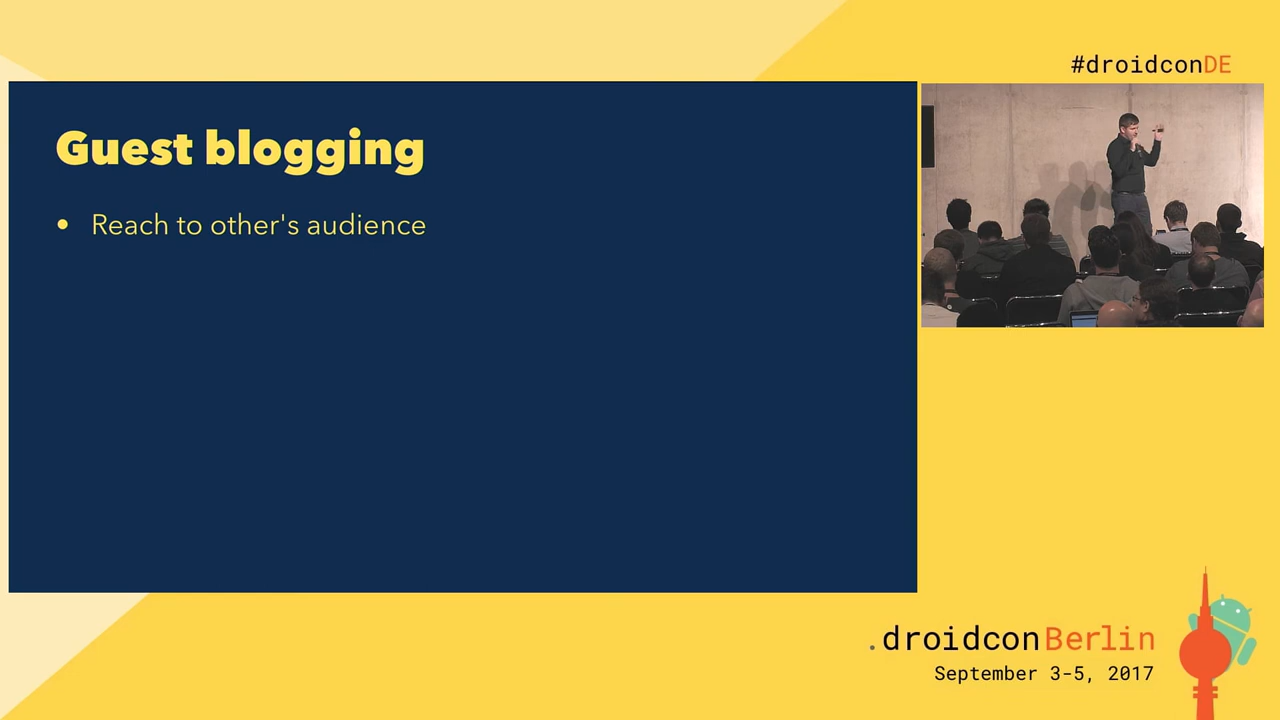 #droidconDE
Guest blogging
• Reach to other's audience
.droidconBerlin
September 3-5, 2017